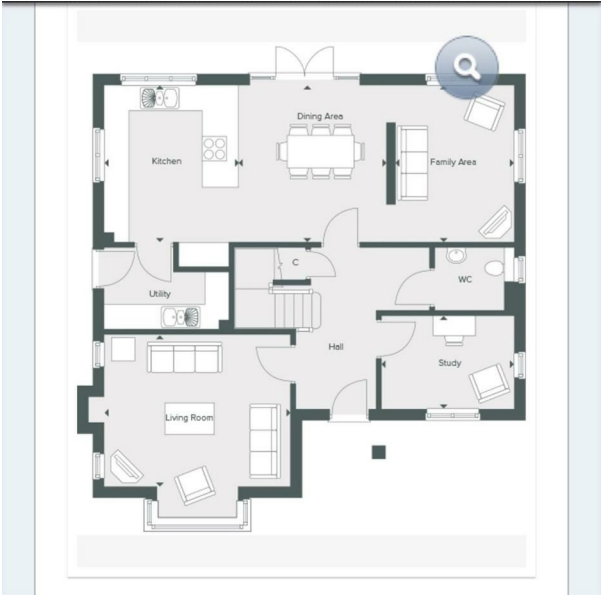 Dining Area
Kitchen
Family Area
C
WC
Utility
Hall
Study
Living Room